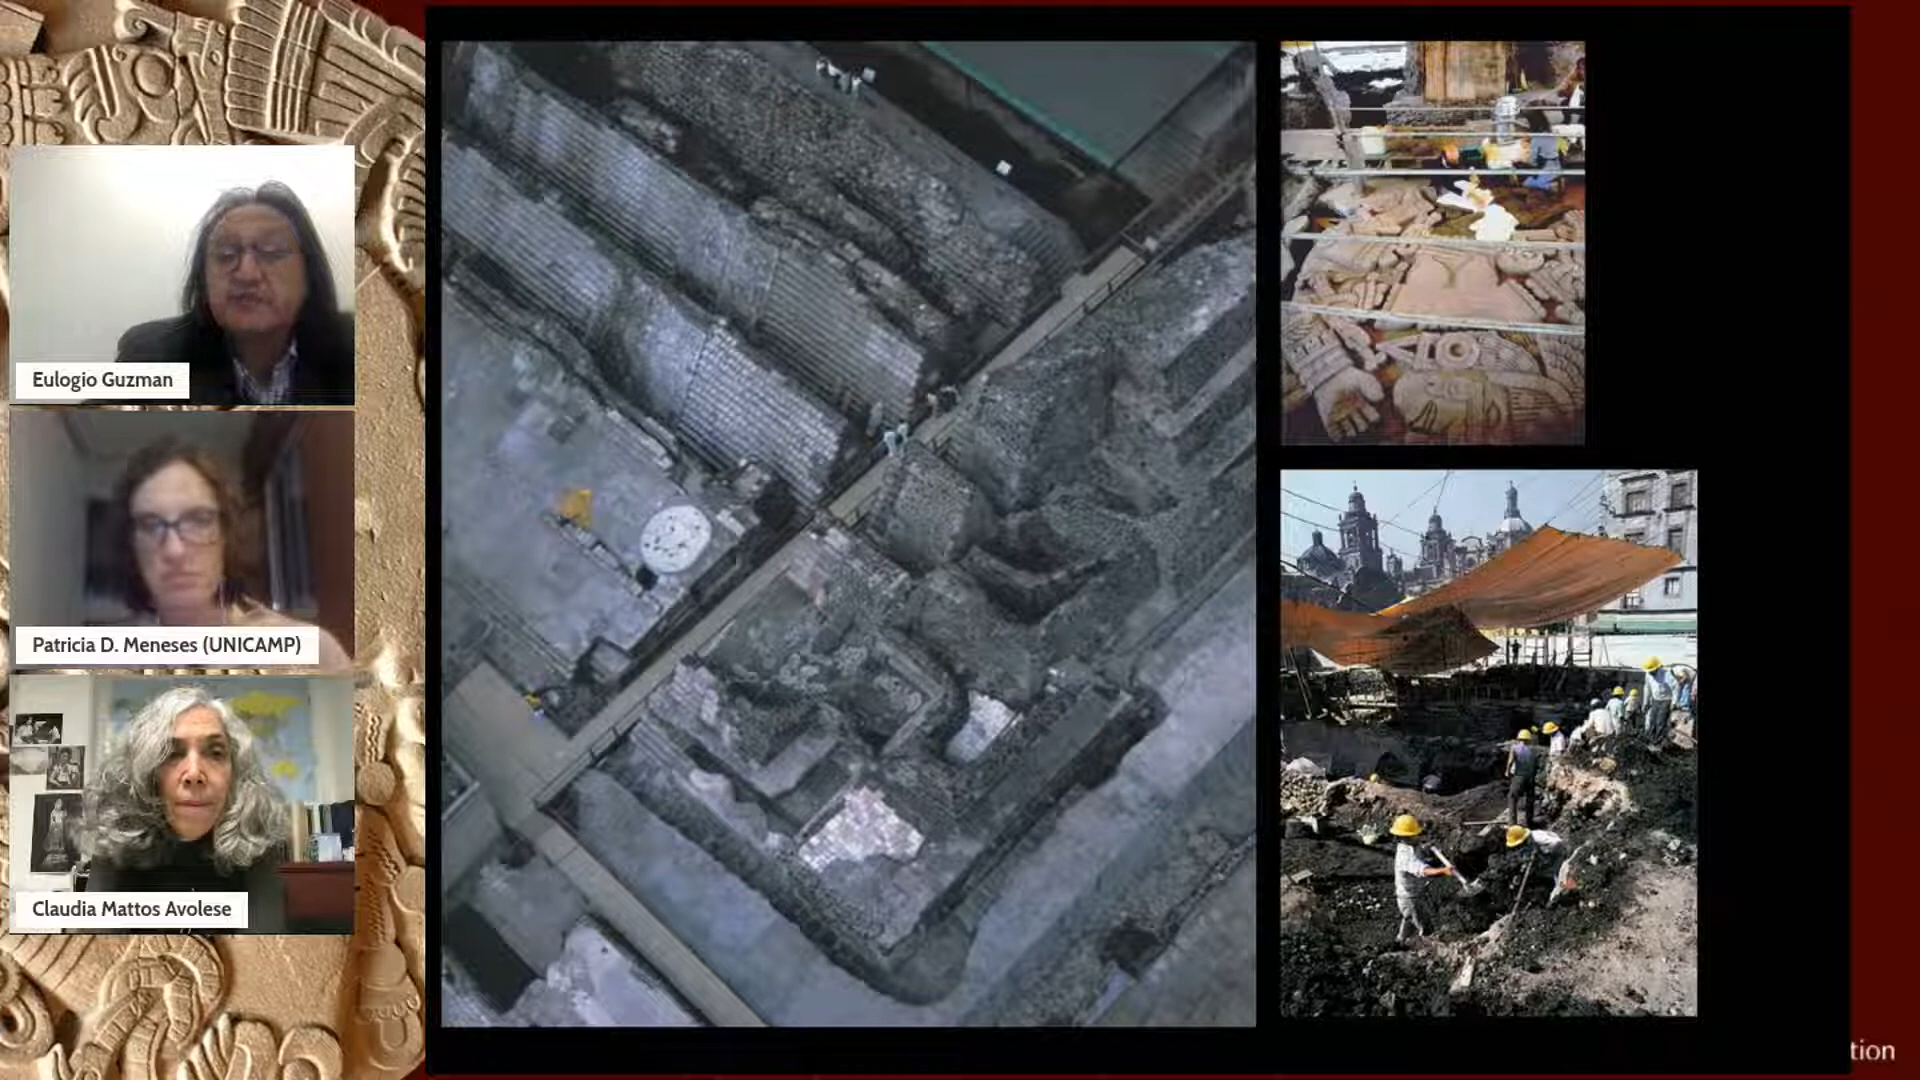 Eulogio Guzman
Patricia D. Meneses (UNICAMP)
Claudia Mattos Avolese
tion